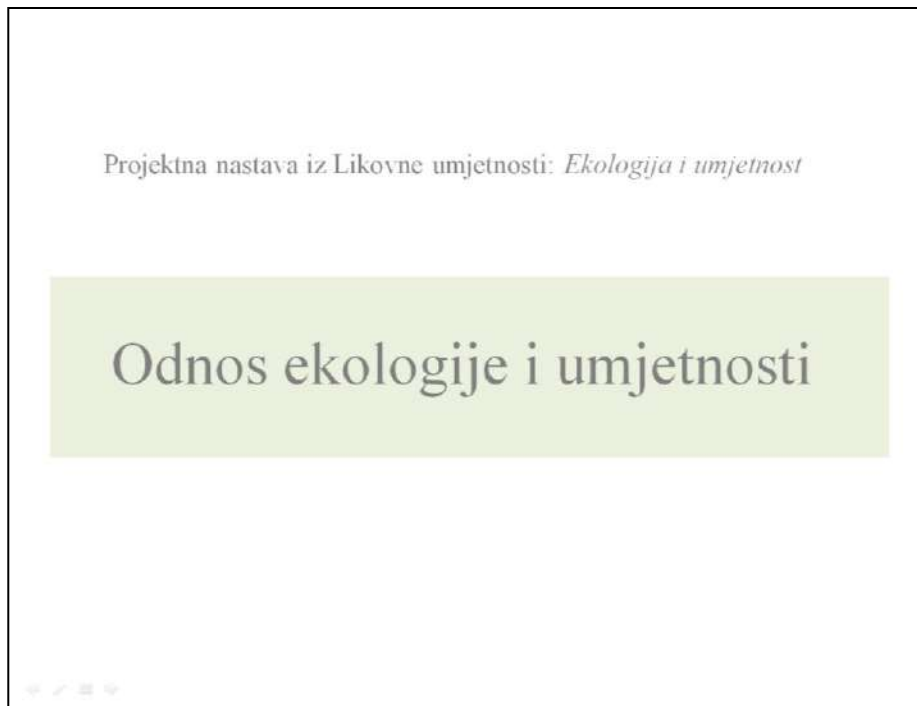 Projektna nastava iz Likovne umjetnosti: Ekologija i umjetnost
Odnos ekologije i umjetnosti